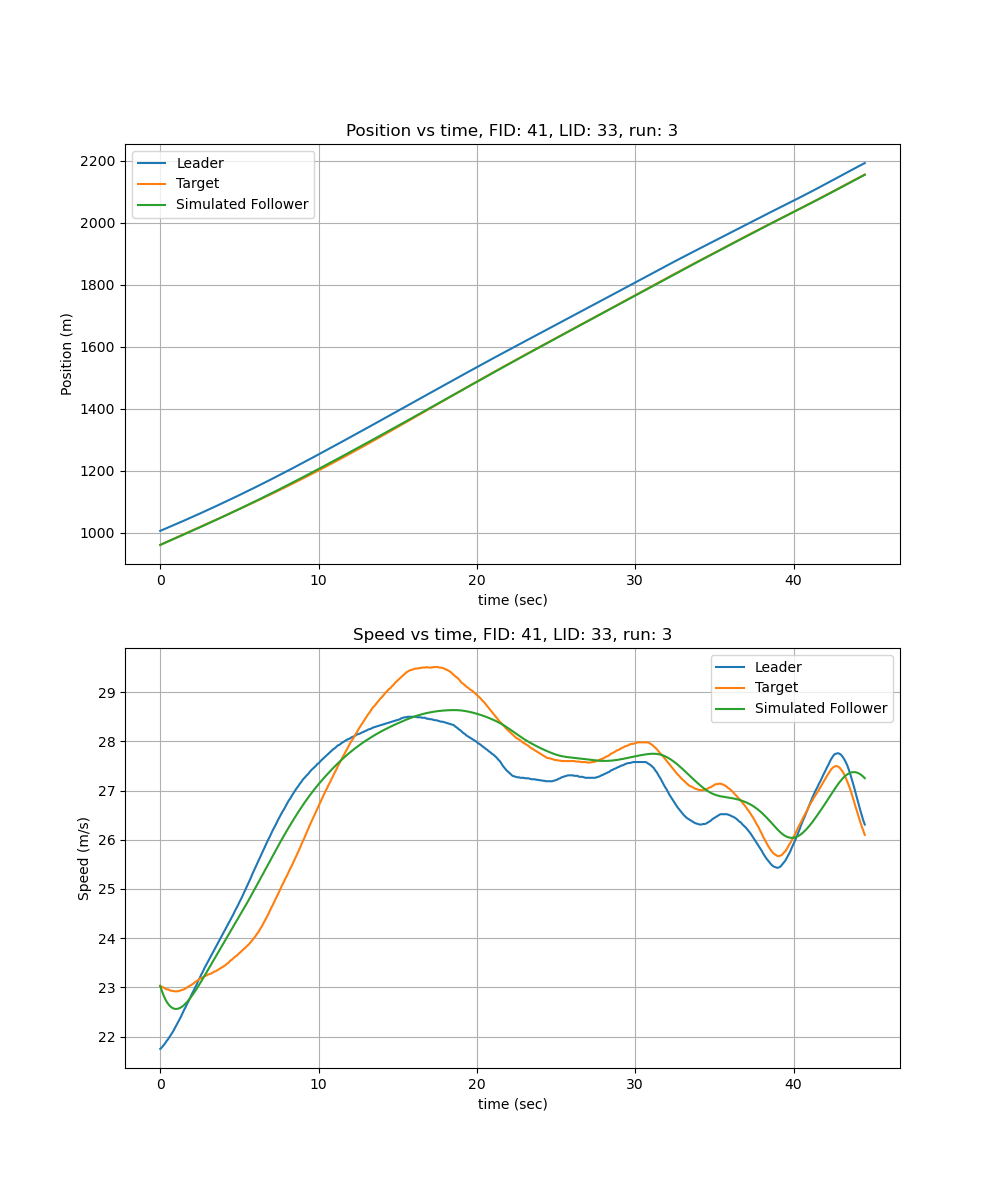 Position vs time, FID: 41, LID: 33, run: 3
Leader
Target
Simulated Follower
2200
2000
1800
1600
1400
1200
1000
Position (m)
0 10 20 30 40
time (sec)
Speed vs time, FID: 41, LID: 33, run: 3
Leader
Target
Simulated Follower
29
28
27
26
25
24
23
22
Speed (m/s)
0 10 20 30 40
time (sec)